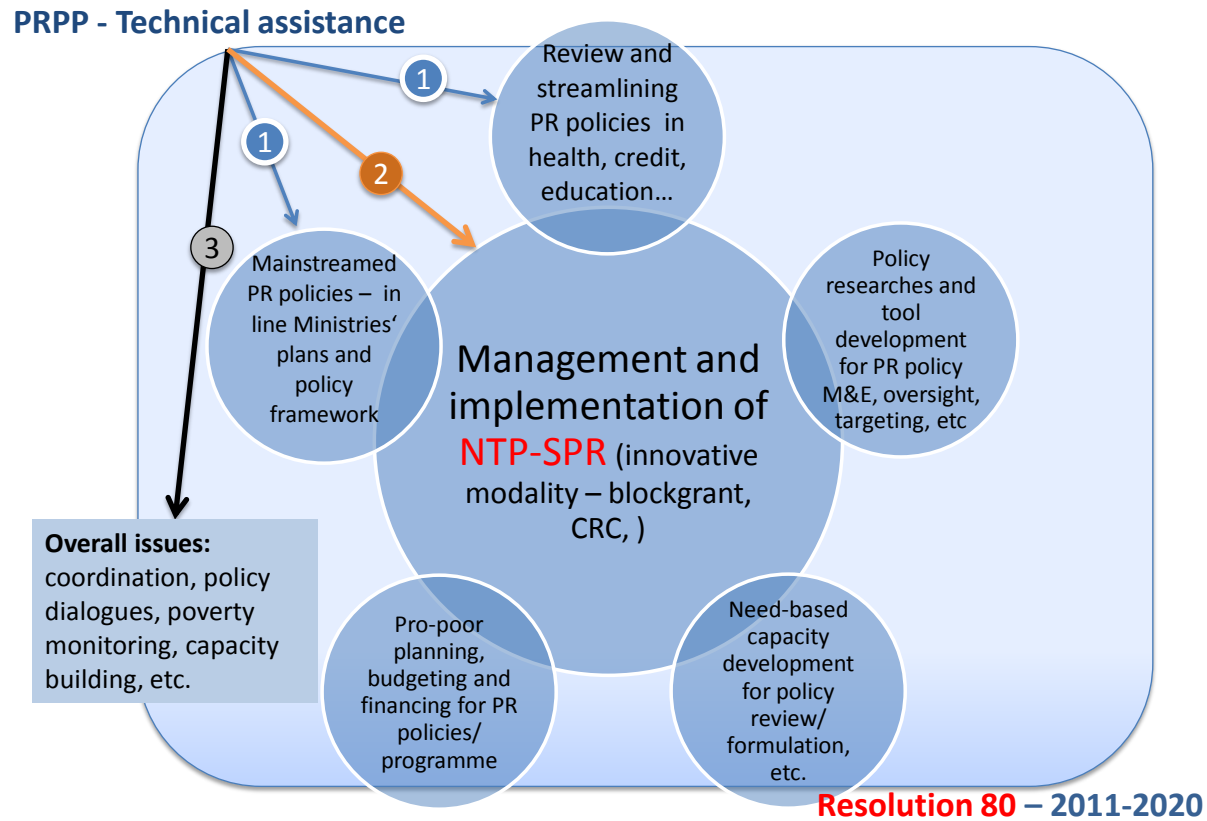 PRPP - Technical assistance
1
1
2
3
Review and
streamlining
PR policies in
health, credit,
education…
Mainstreamed
PR policies – in
line Ministries‘
plans and
policy
framework
Policy
researches and
tool
development
for PR policy
M&E, oversight,
targeting, etc
Management and
implementation of
NTP-SPR (innovative
modality – blockgrant,
CRC, )
Overall issues:
coordination, policy
dialogues, poverty
monitoring, capacity
building, etc.
Pro-poor
planning,
budgeting and
financing for PR
policies/
programme
Need-based
capacity
development
for policy
review/
formulation,
etc.
Resolution 80 – 2011-2020